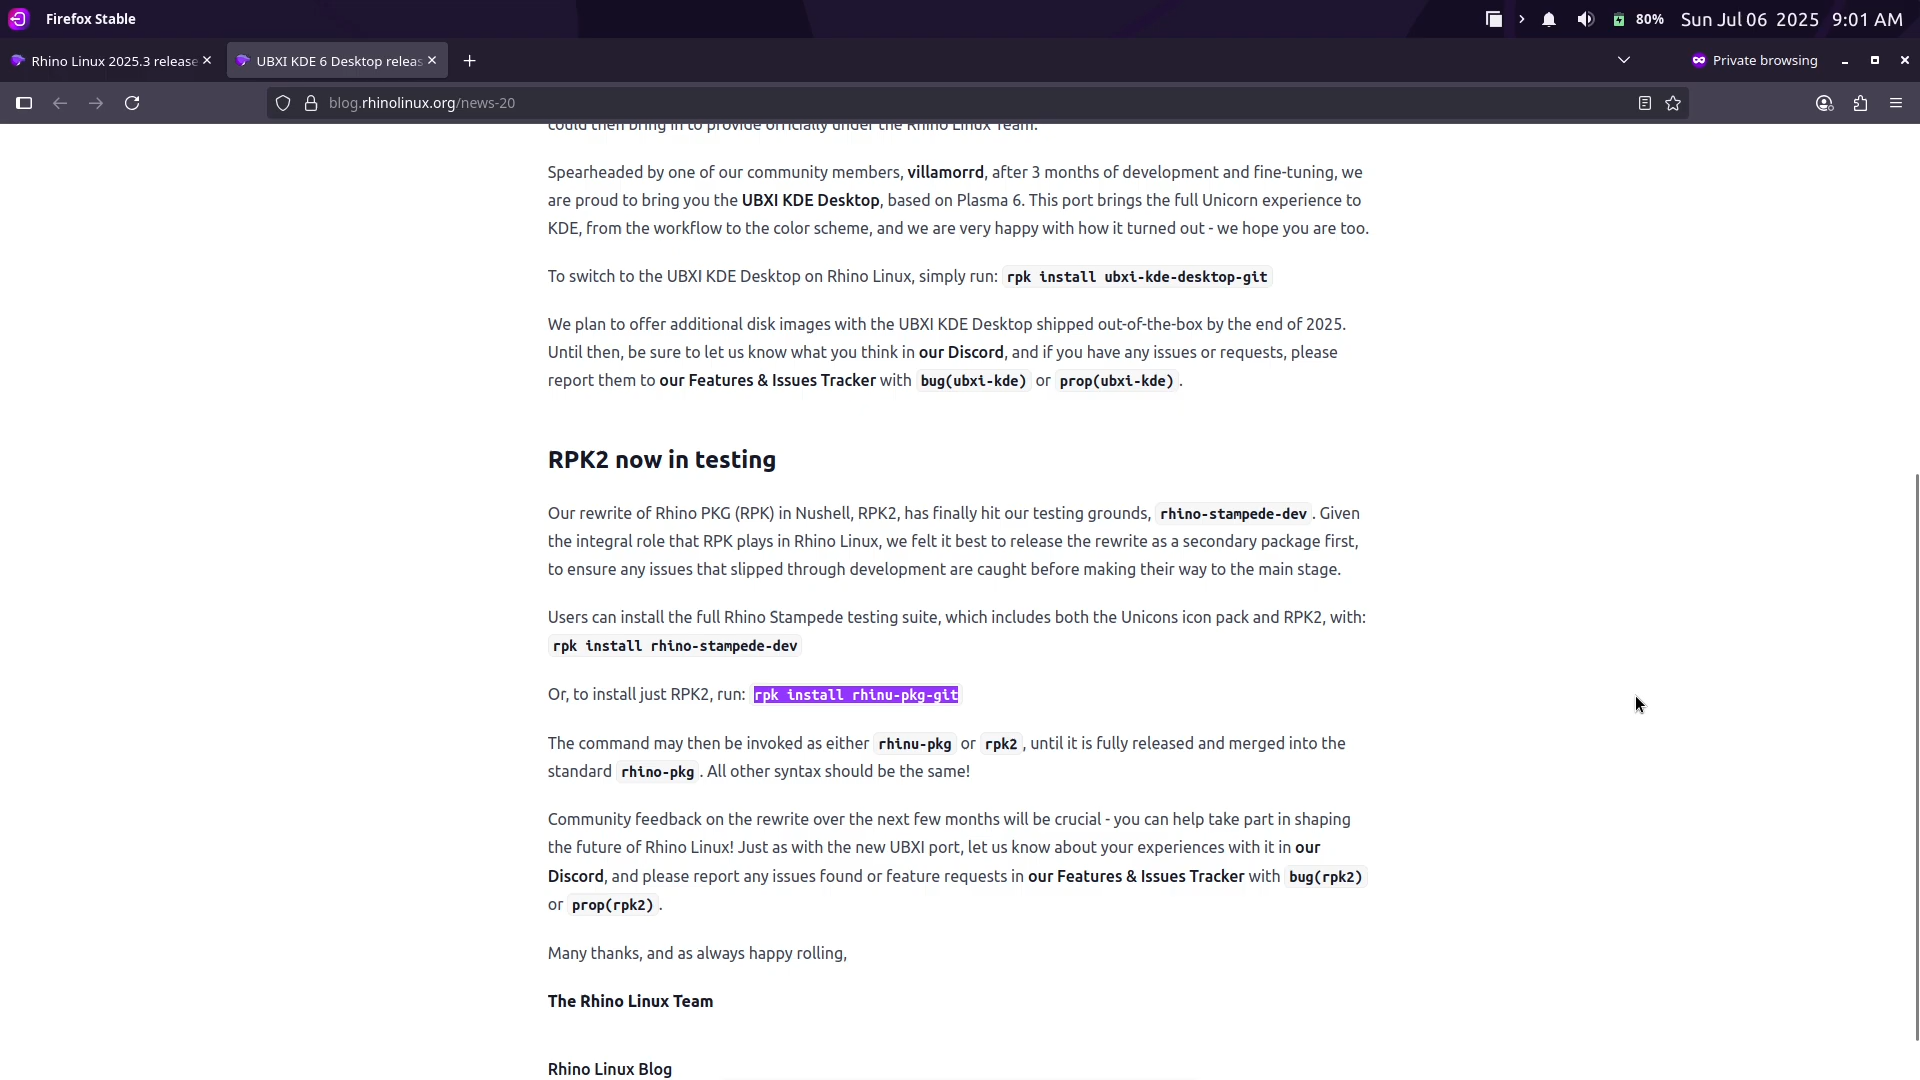 Firefox Stable
80%
Sun Jul 06 2025 9:01 AM
Rhino Linux 2025.3 release
UBXI KDE 6 Desktop releas
Private browsing
blog.rhinolinux.org/news-20
could then bring in to provide officially under the Rhino Linux Team.
Spearheaded by one of our community members, villamorrd, after 3 months of development and fine-tuning, we
are proud to bring you the UBXI KDE Desktop, based on Plasma 6. This port brings the full Unicorn experience to
KDE, from the workflow to the color scheme, and we are very happy with how it turned out - we hope you are too.
To switch to the UBXI KDE Desktop on Rhino Linux, simply run: rpk install ubxi-kde-desktop-git
We plan to offer additional disk images with the UBXI KDE Desktop shipped out-of-the-box by the end of 2025.
Until then, be sure to let us know what you think in our Discord, and if you have any issues or requests, please
report them to our Features & Issues Tracker with bug(ubxi-kde) or prop(ubxi-kde).
RPK2 now in testing
Our rewrite of Rhino PKG (RPK) in Nushell, RPK2, has finally hit our testing grounds, rhino-stampede-dev. Given
the integral role that RPK plays in Rhino Linux, we felt it best to release the rewrite as a secondary package first,
to ensure any issues that slipped through development are caught before making their way to the main stage.
Users can install the full Rhino Stampede testing suite, which includes both the Unicons icon pack and RPK2, with:
rpk install rhino-stampede-dev
Or, to install just RPK2, run: rpk install rhinu-pkg-git
The command may then be invoked as either rhinu-pkg or rpk2, until it is fully released and merged into the
standard rhino-pkg. All other syntax should be the same!
Community feedback on the rewrite over the next few months will be crucial - you can help take part in shaping
the future of Rhino Linux! Just as with the new UBXI port, let us know about your experiences with it in our
Discord, and please report any issues found or feature requests in our Features & Issues Tracker with bug(rpk2)
or prop(rpk2).
Many thanks, and as always happy rolling,
The Rhino Linux Team
Rhino Linux Blog